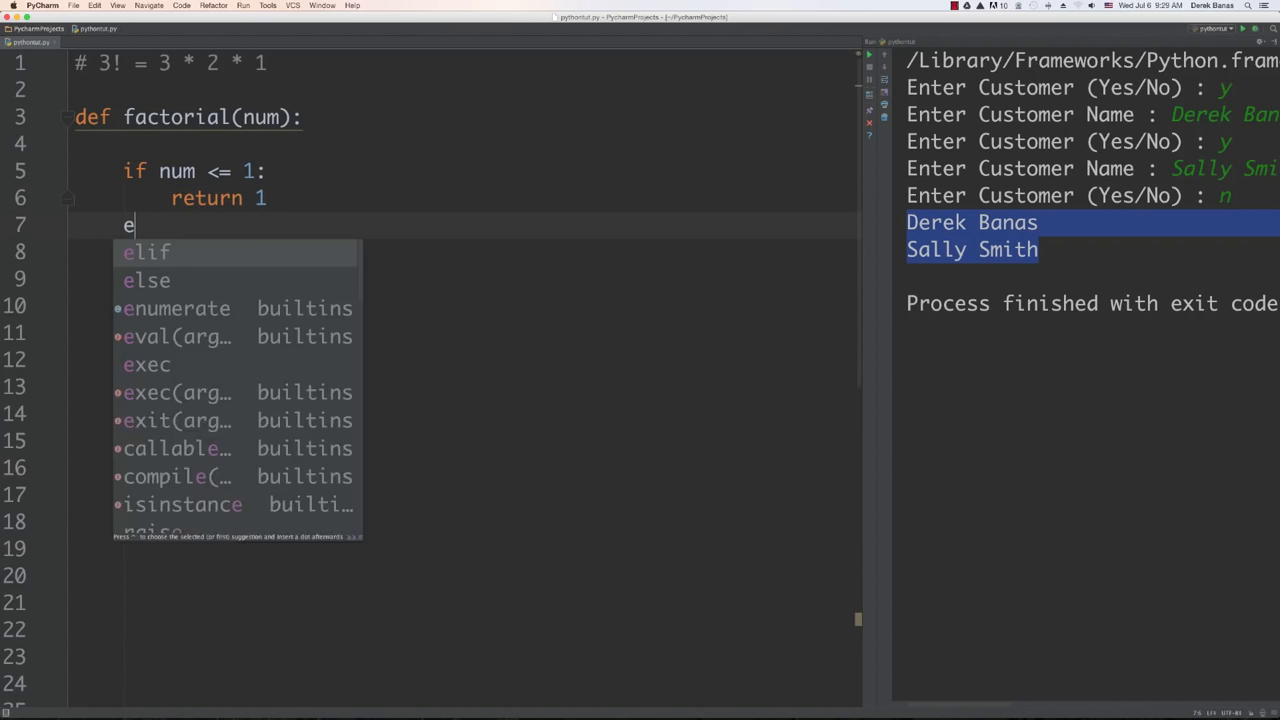 PyCharm File Edit View Navigate Code Refactor Run Tools VCS Window Help 10 Wed Jul 6 9:29 AM Derek Banas
pythontut.py - PyCharmProjects - [~/PycharmProjects]
PycharmProjects pythontut.py pythontut
pythontut.py
Run pythontut
1 # 3! = 3 * 2 * 1
2
3 def factorial(num):
4
5 if num <= 1:
6 return 1
7 e
8 elif
9 else
10 enumerate builtins
11 eval(arg… builtins
12 exec
13 exec(arg… builtins
14 exit(arg… builtins
15 callable… builtins
16 compile(… builtins
17 isinstance builti…
18 raise
Press ^. to choose the selected (or first) suggestion and insert a dot afterwards >>
19
20
21
22
23
24
25
/Library/Frameworks/Python.fram
Enter Customer (Yes/No) : y
Enter Customer Name : Derek Ban
Enter Customer (Yes/No) : y
Enter Customer Name : Sally Smi
Enter Customer (Yes/No) : n
Derek Banas
Sally Smith
Process finished with exit code
7:6 LF÷ UTF-8÷